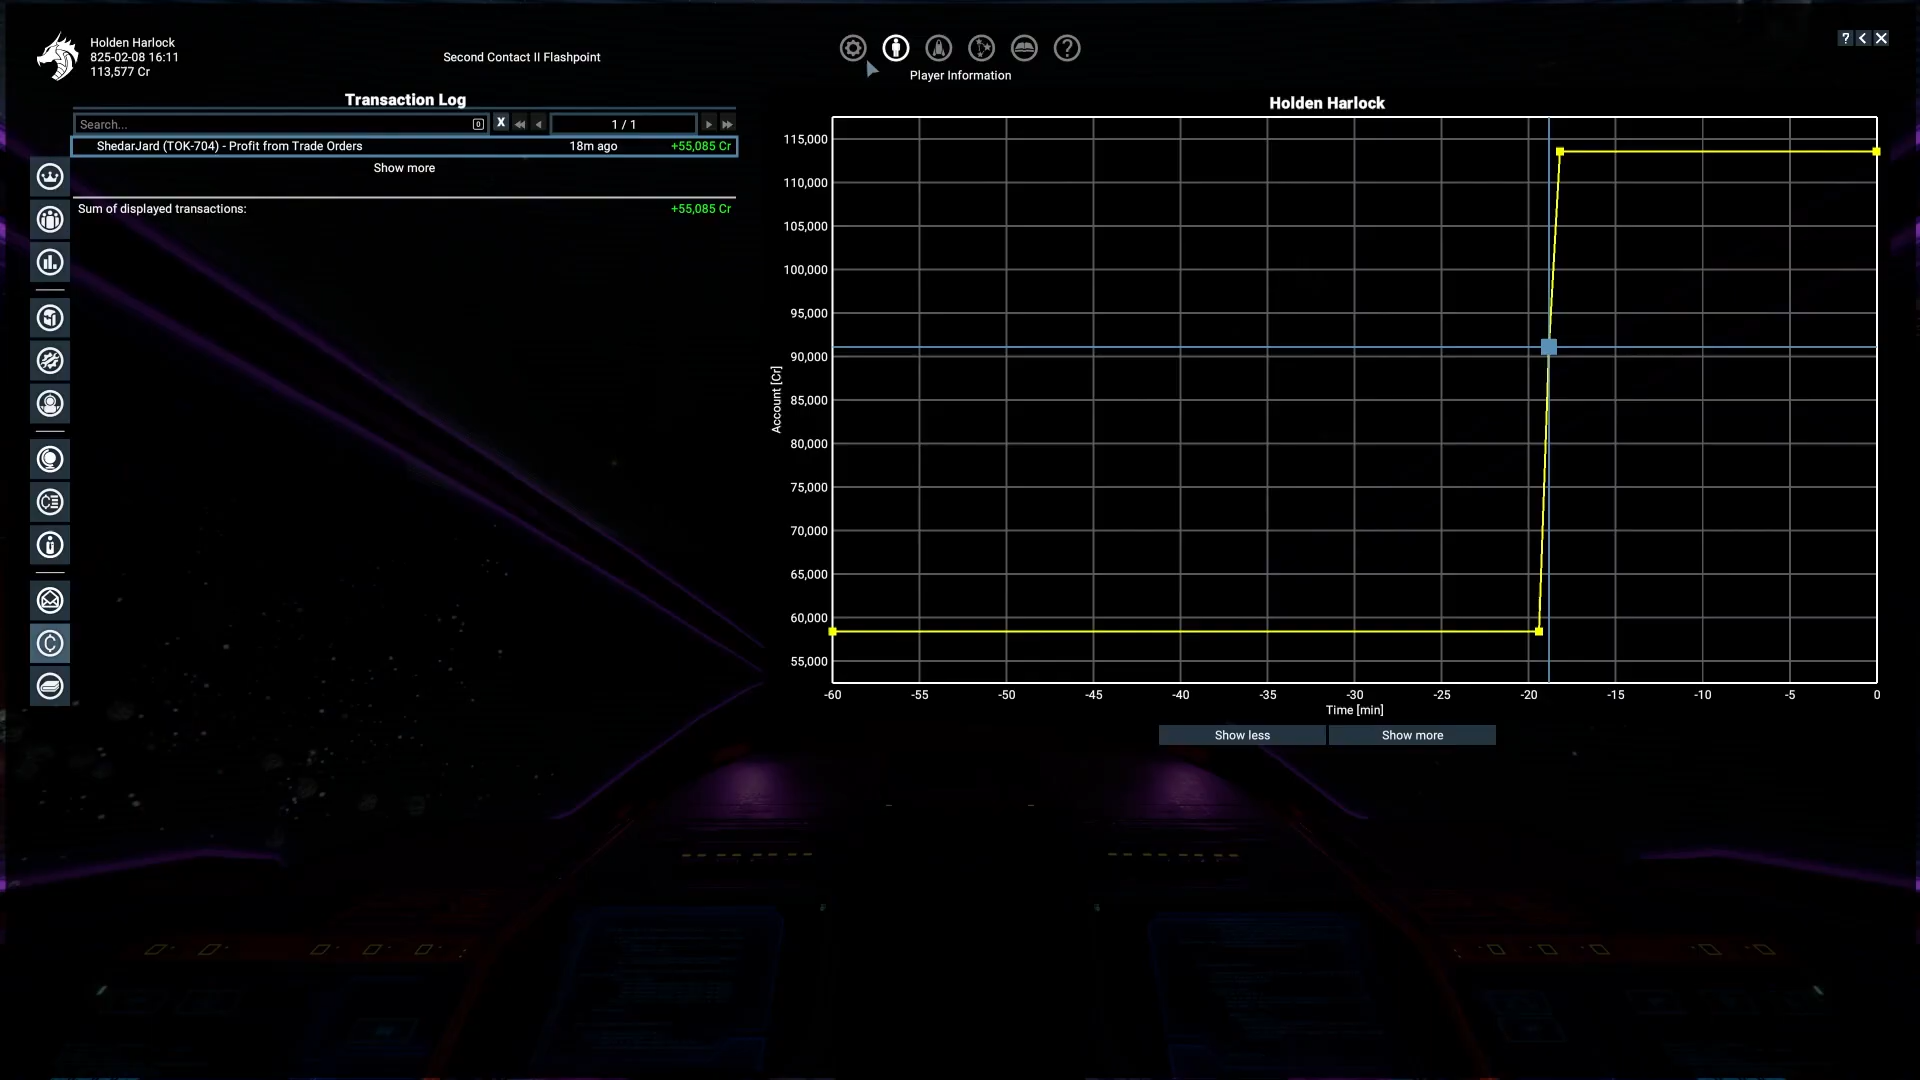 Holden Harlock
825-02-08 16:11
113,577 Cr
Second Contact II Flashpoint
?
Player Information
? < X
Transaction Log
Search...
0
X
1 / 1
ShedarJard (TOK-704) - Profit from Trade Orders 18m ago +55,085 Cr
Show more
Sum of displayed transactions: +55,085 Cr
Holden Harlock
115,000
110,000
105,000
100,000
95,000
90,000
85,000
80,000
75,000
70,000
65,000
60,000
55,000
Account [Cr]
-60 -55 -50 -45 -40 -35 -30 -25 -20 -15 -10 -5 0
Time [min]
Show less Show more